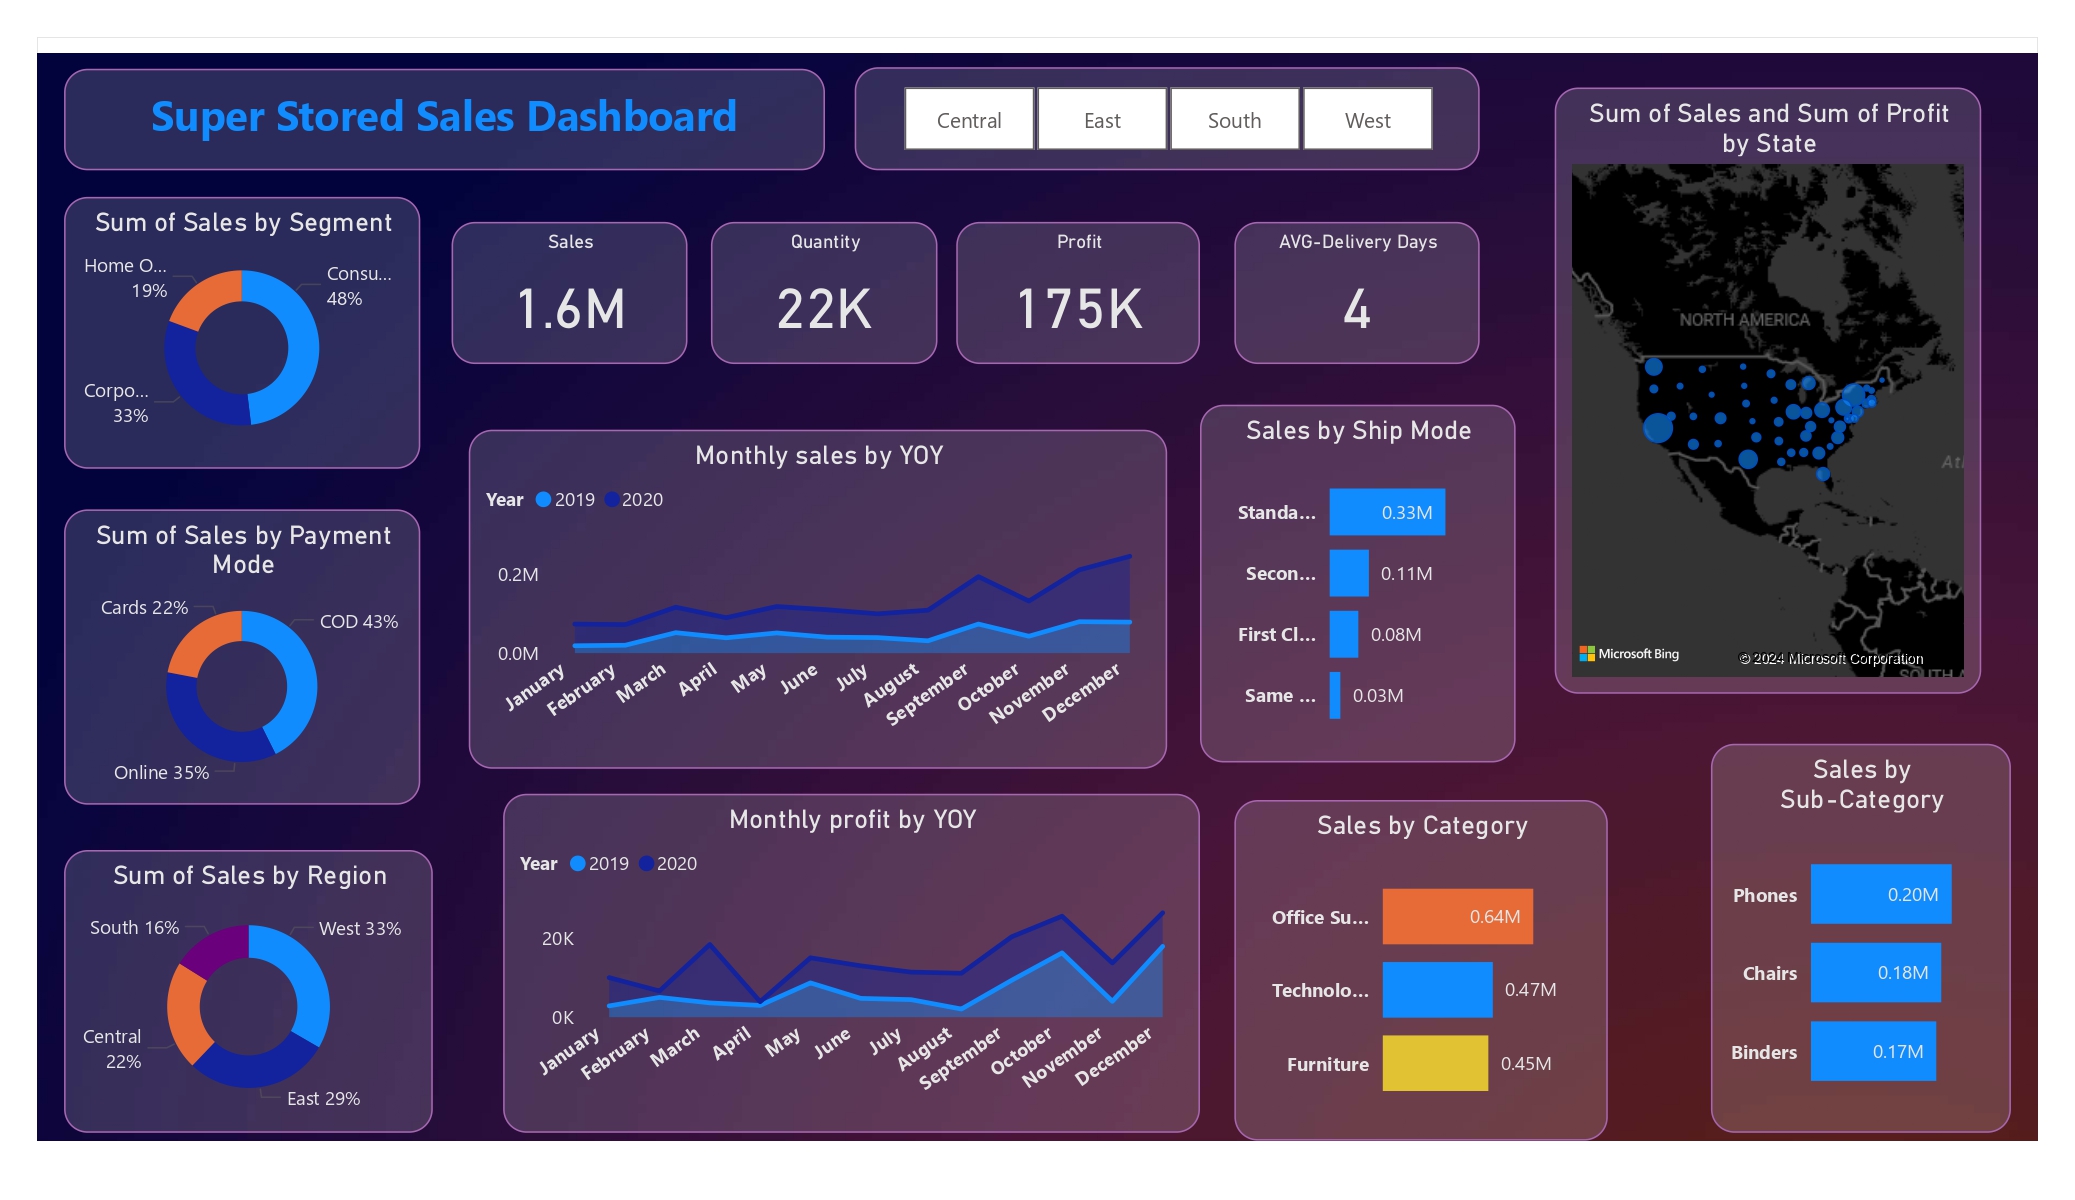 Super Stored Sales Dashboard
Central
East
South
West
Sum of Sales by Segment
Home O...
19%
Consu...
48%
Corpo...
33%
Sales
1.6M
Quantity
22K
Profit
175K
AVG-Delivery Days
4
Sum of Sales and Sum of Profit
by State
NORTH AMERICA
Atl
Microsoft Bing
© 2024 Microsoft Corporation
SOUTH A
Sum of Sales by Payment
Mode
Cards 22%
COD 43%
Online 35%
Monthly sales by YOY
Year 2019 2020
0.2M
0.0M
January
February
March
April
May
June
July
August
September
October
November
December
Sales by Ship Mode
Standa... 0.33M
Secon... 0.11M
First Cl... 0.08M
Same ... 0.03M
Sum of Sales by Region
South 16%
West 33%
Central
22%
East 29%
Monthly profit by YOY
Year 2019 2020
20K
0K
January
February
March
April
May
June
July
August
September
October
November
December
Sales by Category
Office Su... 0.64M
Technolo... 0.47M
Furniture 0.45M
Sales by
Sub-Category
Phones 0.20M
Chairs 0.18M
Binders 0.17M